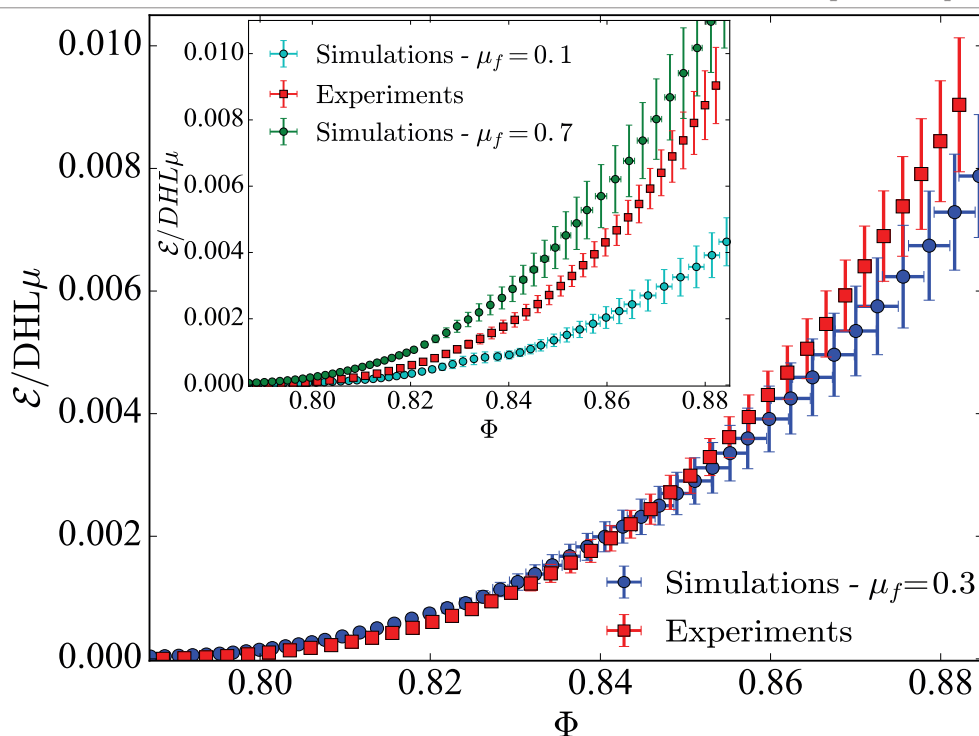 0.010
0.008
0.006
0.004
0.002
0.000
ℰ/DHLμ
0.80 0.82 0.84 0.86 0.88
Φ
Simulations - μf=0.3
Experiments
0.010
0.008
0.006
0.004
0.002
0.000
ℰ/DHLμ
0.80 0.82 0.84 0.86 0.88
Φ
Simulations - μf=0.1
Experiments
Simulations - μf=0.7